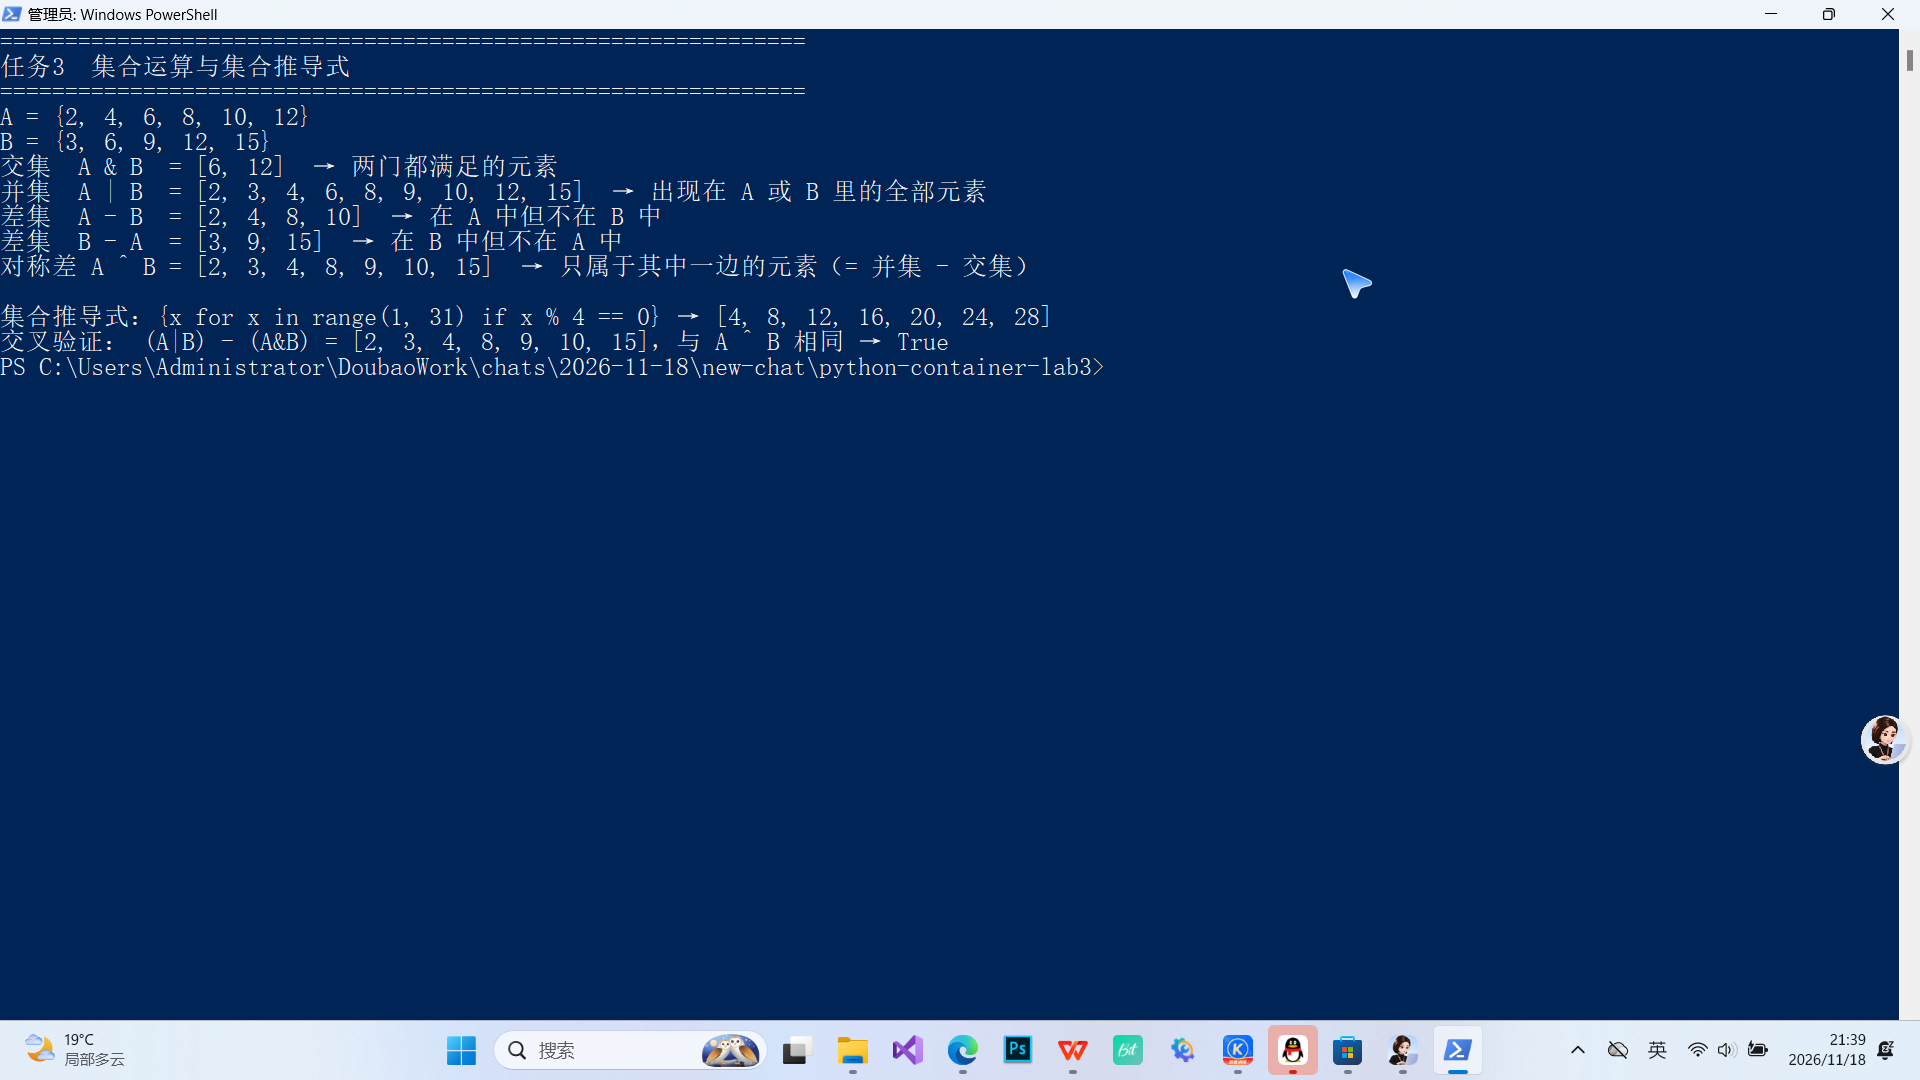 管理员: Windows PowerShell
==============================================================
任务3  集合运算与集合推导式
==============================================================
A = {2, 4, 6, 8, 10, 12}
B = {3, 6, 9, 12, 15}
交集  A & B  = [6, 12]  → 两门都满足的元素
并集  A | B  = [2, 3, 4, 6, 8, 9, 10, 12, 15]  → 出现在 A 或 B 里的全部元素
差集  A - B  = [2, 4, 8, 10]  → 在 A 中但不在 B 中
差集  B - A  = [3, 9, 15]  → 在 B 中但不在 A 中
对称差 A ^ B = [2, 3, 4, 8, 9, 10, 15]  → 只属于其中一边的元素（= 并集 - 交集）
集合推导式：{x for x in range(1, 31) if x % 4 == 0} → [4, 8, 12, 16, 20, 24, 28]
交叉验证： (A|B) - (A&B) = [2, 3, 4, 8, 9, 10, 15]，与 A ^ B 相同 → True
PS C:\Users\Administrator\DoubaoWork\chats\2026-11-18\new-chat\python-container-lab3>
19°C
局部多云
搜索
Ps
Bit
K
英
21:39
2026/11/18